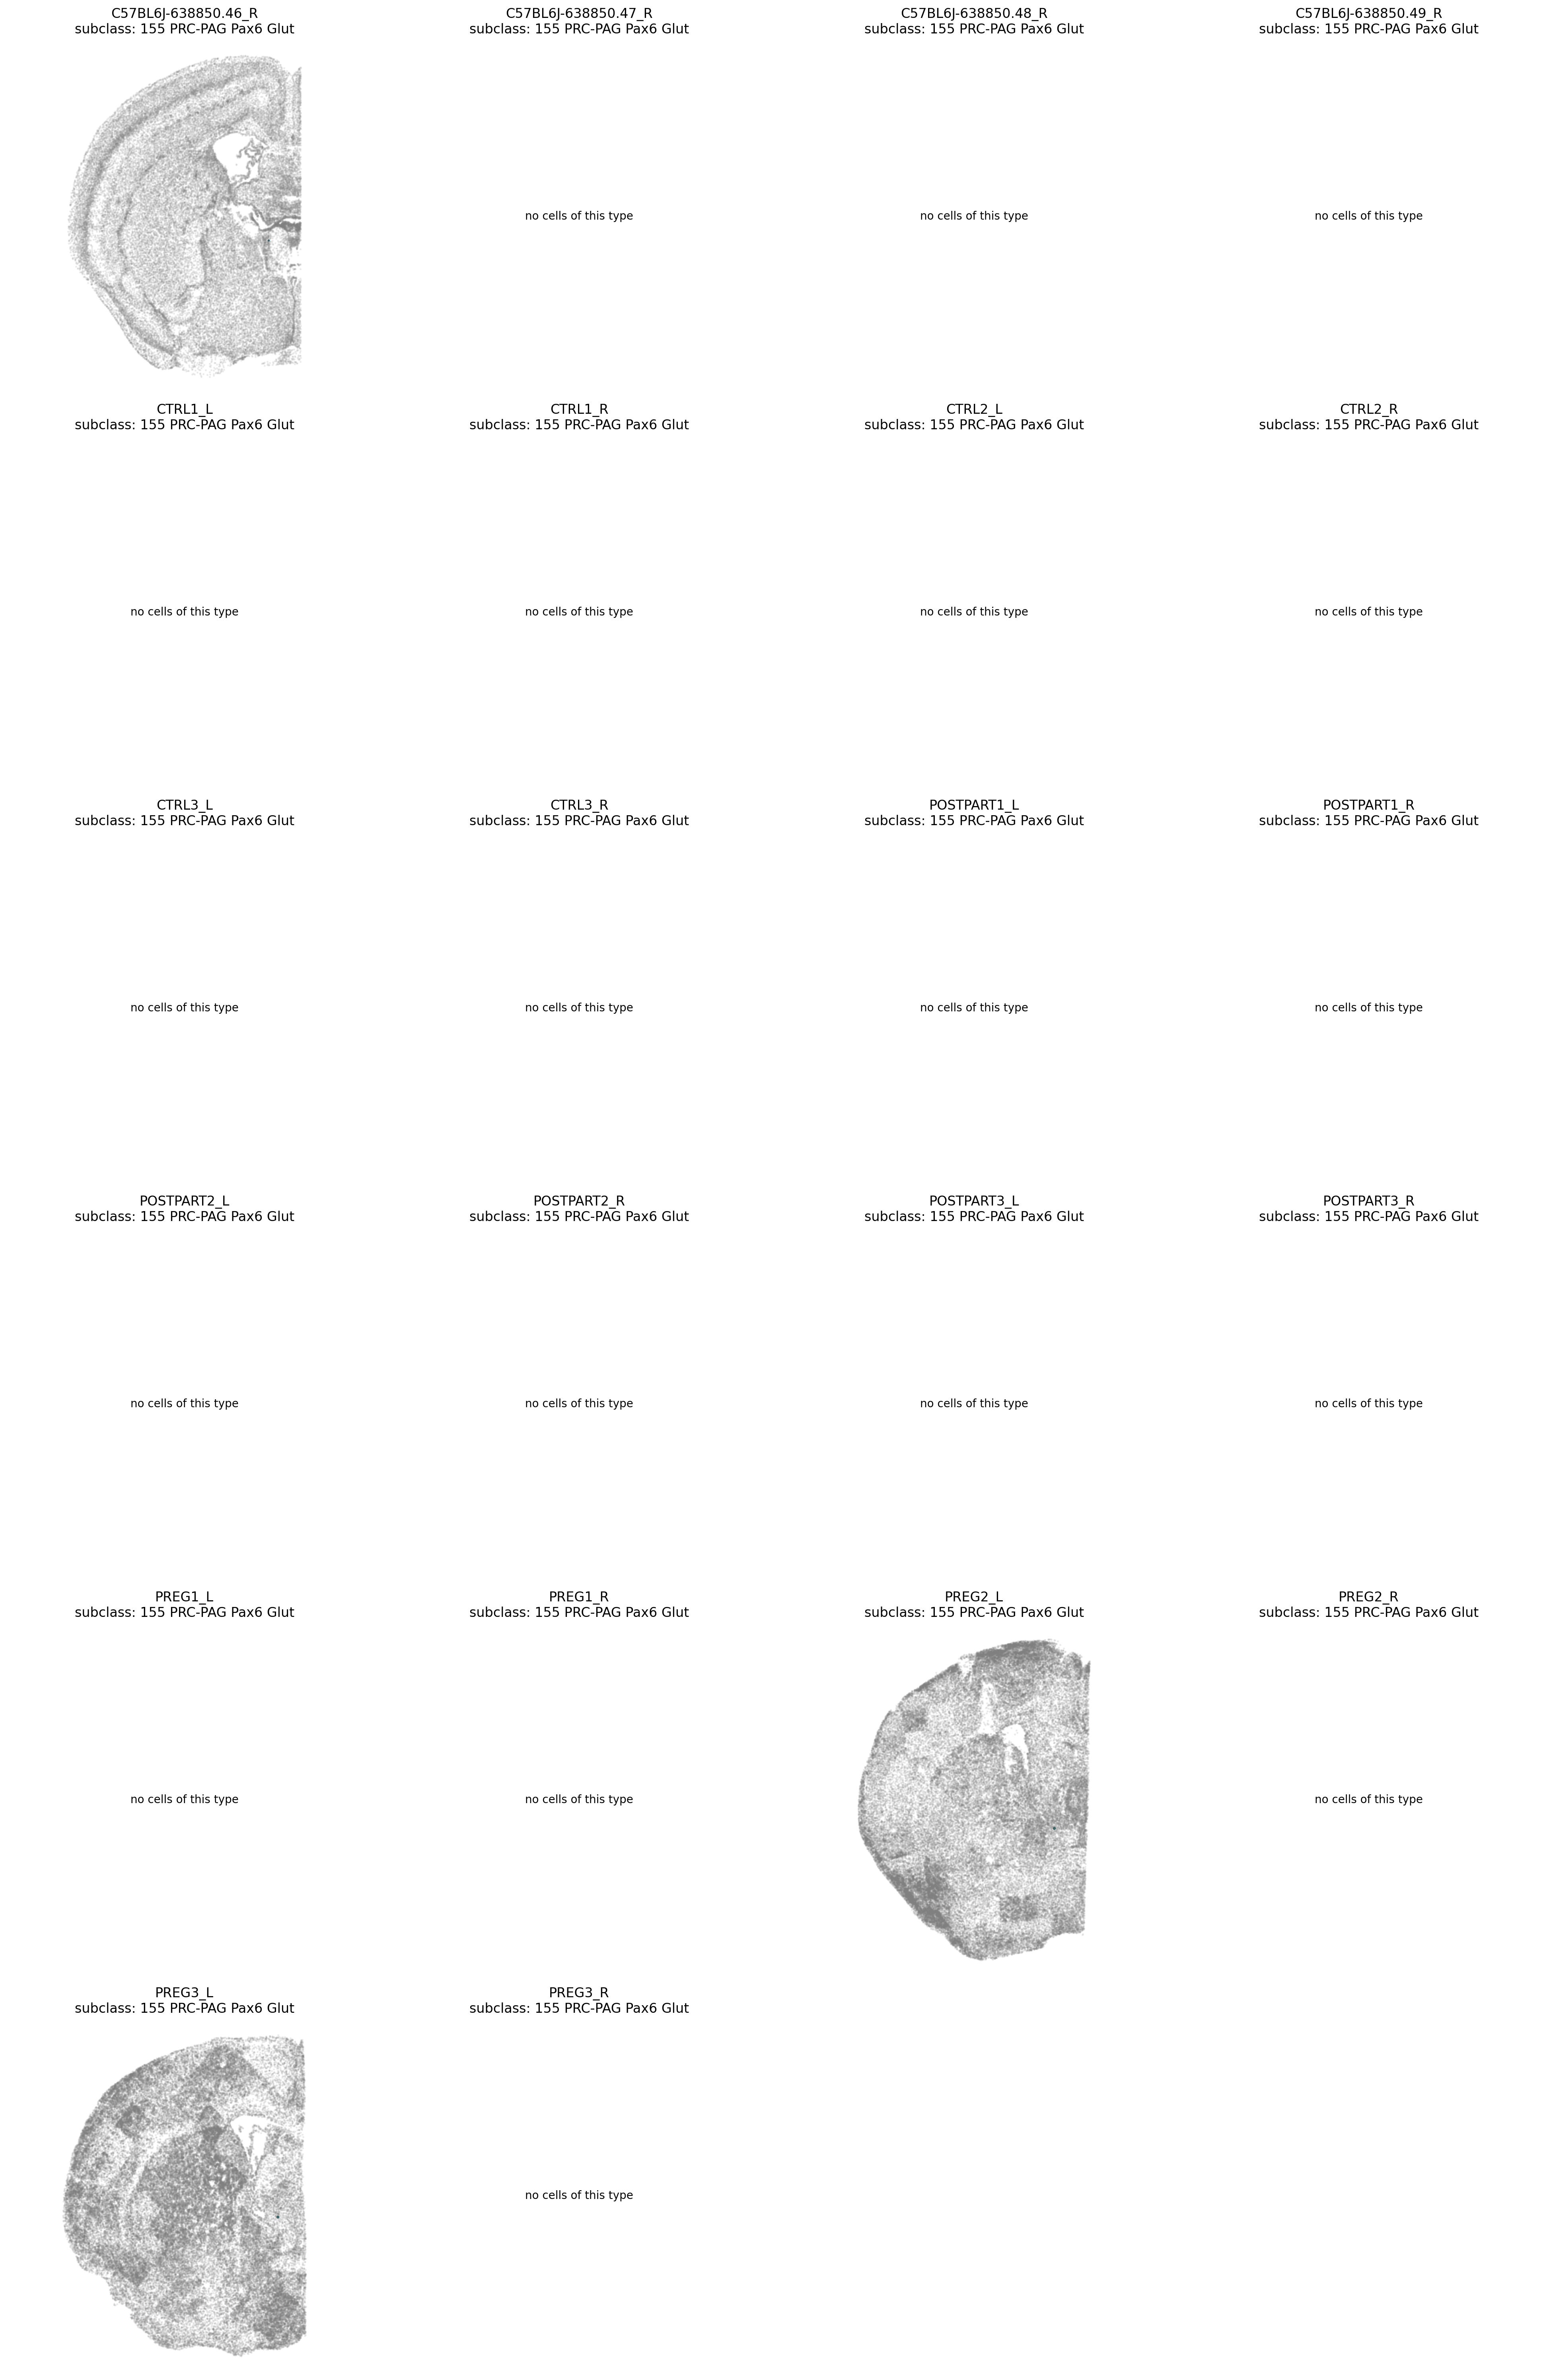 C57BL6J-638850.46_R
subclass: 155 PRC-PAG Pax6 Glut
C57BL6J-638850.47_R
subclass: 155 PRC-PAG Pax6 Glut
C57BL6J-638850.48_R
subclass: 155 PRC-PAG Pax6 Glut
C57BL6J-638850.49_R
subclass: 155 PRC-PAG Pax6 Glut
no cells of this type
no cells of this type
no cells of this type
CTRL1_L
subclass: 155 PRC-PAG Pax6 Glut
CTRL1_R
subclass: 155 PRC-PAG Pax6 Glut
CTRL2_L
subclass: 155 PRC-PAG Pax6 Glut
CTRL2_R
subclass: 155 PRC-PAG Pax6 Glut
no cells of this type
no cells of this type
no cells of this type
no cells of this type
CTRL3_L
subclass: 155 PRC-PAG Pax6 Glut
CTRL3_R
subclass: 155 PRC-PAG Pax6 Glut
POSTPART1_L
subclass: 155 PRC-PAG Pax6 Glut
POSTPART1_R
subclass: 155 PRC-PAG Pax6 Glut
no cells of this type
no cells of this type
no cells of this type
no cells of this type
POSTPART2_L
subclass: 155 PRC-PAG Pax6 Glut
POSTPART2_R
subclass: 155 PRC-PAG Pax6 Glut
POSTPART3_L
subclass: 155 PRC-PAG Pax6 Glut
POSTPART3_R
subclass: 155 PRC-PAG Pax6 Glut
no cells of this type
no cells of this type
no cells of this type
no cells of this type
PREG1_L
subclass: 155 PRC-PAG Pax6 Glut
PREG1_R
subclass: 155 PRC-PAG Pax6 Glut
PREG2_L
subclass: 155 PRC-PAG Pax6 Glut
PREG2_R
subclass: 155 PRC-PAG Pax6 Glut
no cells of this type
no cells of this type
no cells of this type
PREG3_L
subclass: 155 PRC-PAG Pax6 Glut
PREG3_R
subclass: 155 PRC-PAG Pax6 Glut
no cells of this type